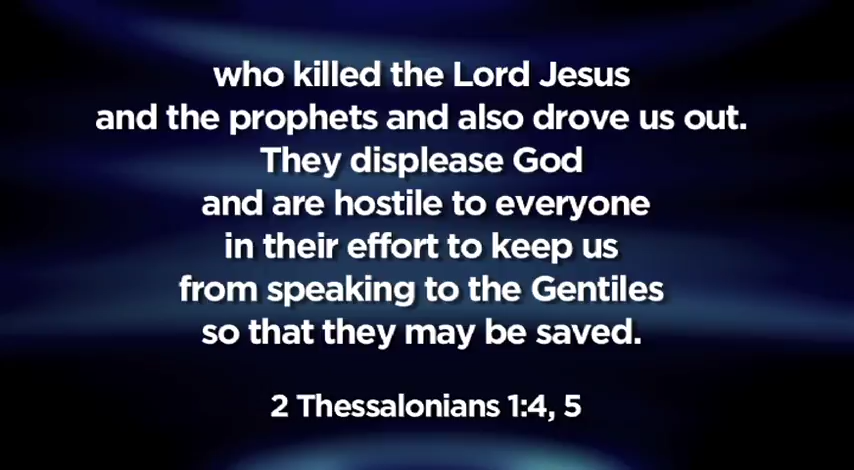 who killed the Lord Jesus
and the prophets and also drove us out.
They displease God
and are hostile to everyone
in their effort to keep us
from speaking to the Gentiles
so that they may be saved.
2 Thessalonians 1:4, 5